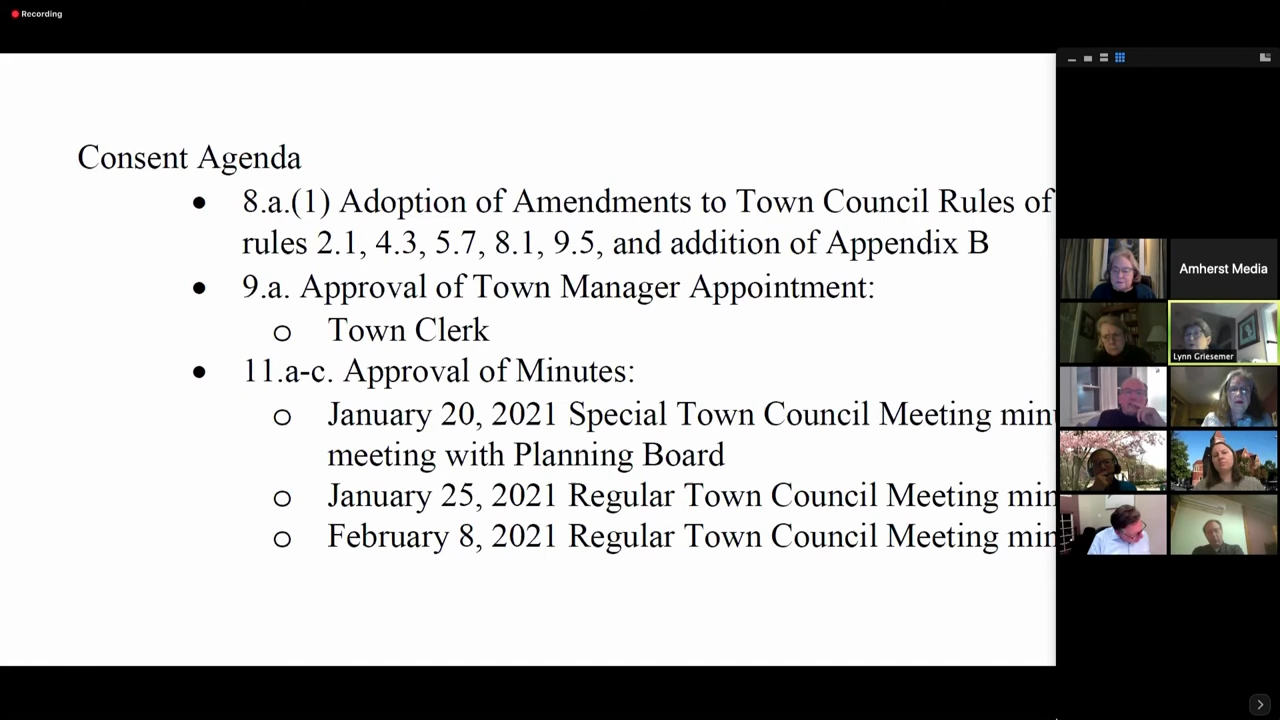 Recording
Consent Agenda
• 8.a.(1) Adoption of Amendments to Town Council Rules of
rules 2.1, 4.3, 5.7, 8.1, 9.5, and addition of Appendix B
• 9.a. Approval of Town Manager Appointment:
o Town Clerk
• 11.a-c. Approval of Minutes:
o January 20, 2021 Special Town Council Meeting
meeting with Planning Board
o January 25, 2021 Regular Town Council Meeting
o February 8, 2021 Regular Town Council Meeting
Amherst Media
Lynn Griesemer